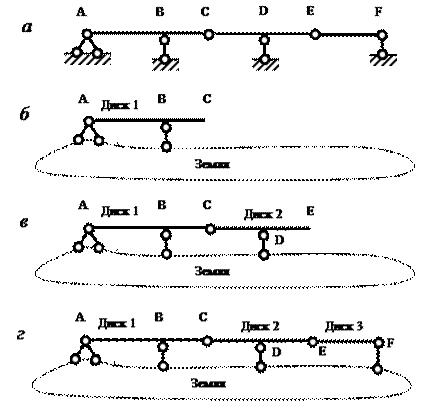 A B C D E F
а
A B C
б Диск 1
Земля
A Диск 1 B C Диск 2 E
в
D
Земля
A Диск 1 B C Диск 2 Диск 3
г F
D E
Земля